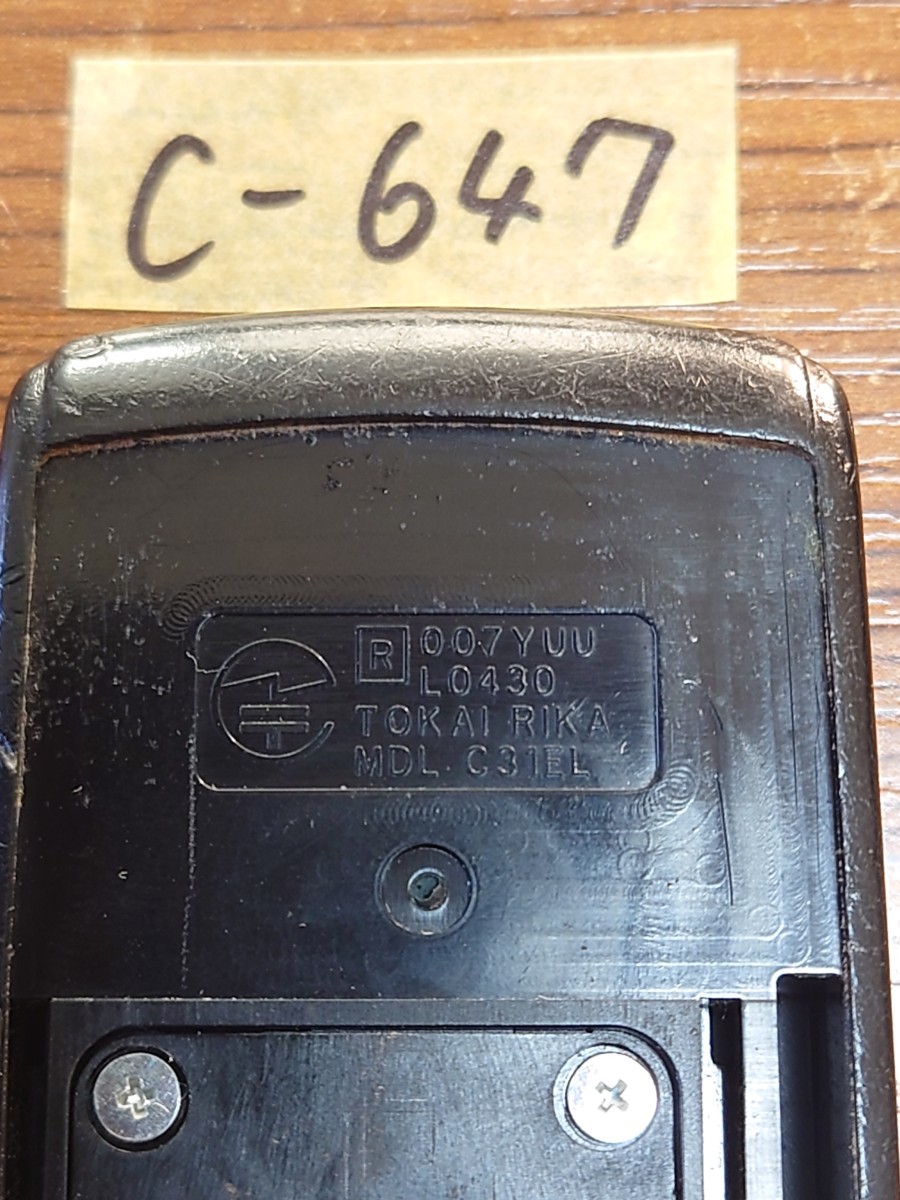 C-647
R 007YUU
L0430
TOKAI RIKA
MDL C31EL